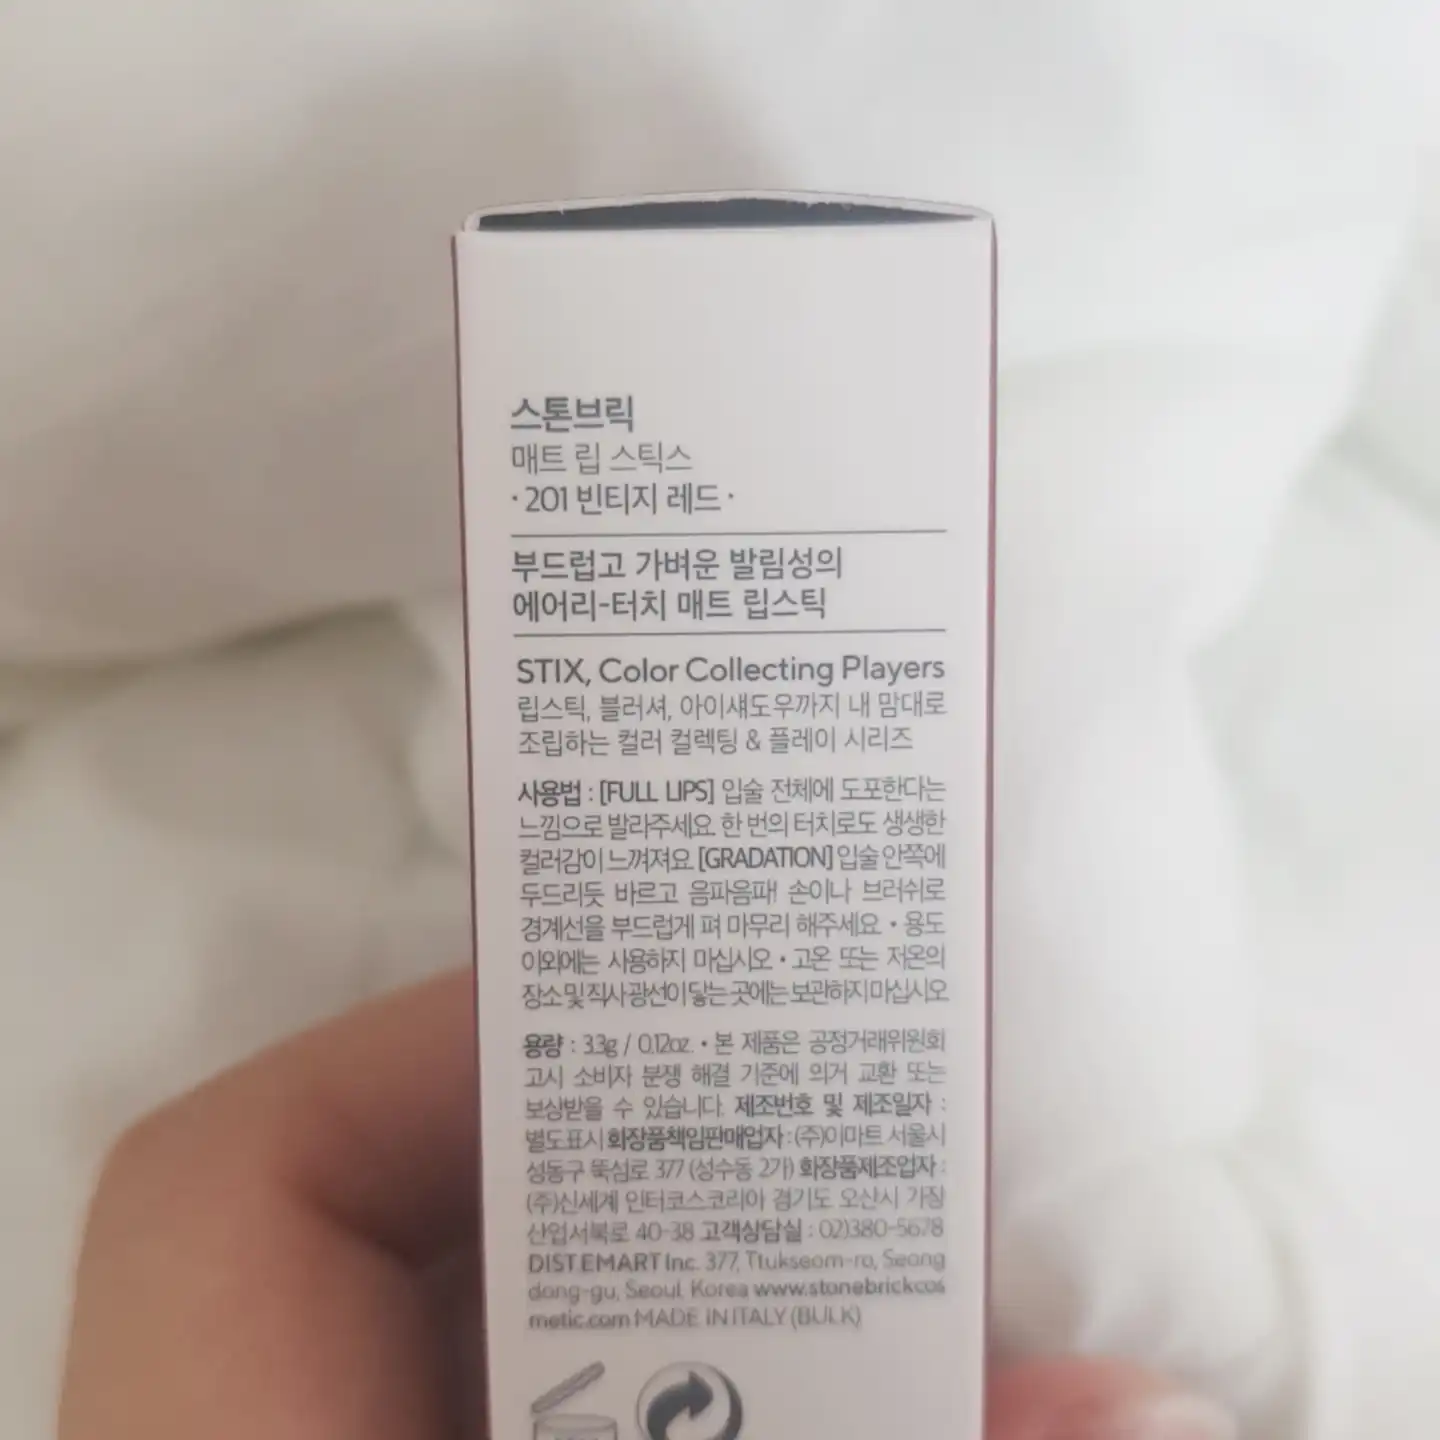 스톤브릭
매트 립 스틱스
· 201 빈티지 레드 ·
부드럽고 가벼운 발림성의
에어리-터치 매트 립스틱
STIX, Color Collecting Players
립스틱, 블러셔, 아이섀도우까지 내 맘대로
조립하는 컬러 컬렉팅 & 플레이 시리즈
사용법 : [FULL LIPS] 입술 전체에 도포한다는
느낌으로 발라주세요. 한 번의 터치로도 생생한
컬러감이 느껴져요. [GRADATION] 입술 안쪽에
두드리듯 바르고 음파음파! 손이나 브러쉬로
경계선을 부드럽게 펴 마무리 해주세요. • 용도
이외에는 사용하지 마십시오 • 고온 또는 저온의
장소 및 직사광선이 닿는 곳에는 보관하지 마십시오
용량 : 3.3g / 0.12oz. • 본 제품은 공정거래위원회
고시 소비자 분쟁 해결 기준에 의거 교환 또는
보상받을 수 있습니다. 제조번호 및 제조일자 :
별도표시 화장품책임판매업자 : (주)이마트 서울시
성동구 뚝섬로 377 (성수동 2가) 화장품제조업자 :
(주)신세계 인터코스코리아 경기도 오산시 가장
산업서북로 40-38 고객상담실 : 02)380-5678
DIST.EMART Inc. 377, Ttukseom-ro, Seong
dong-gu, Seoul, Korea www.stonebrickcos
metic.com MADE IN ITALY (BULK)